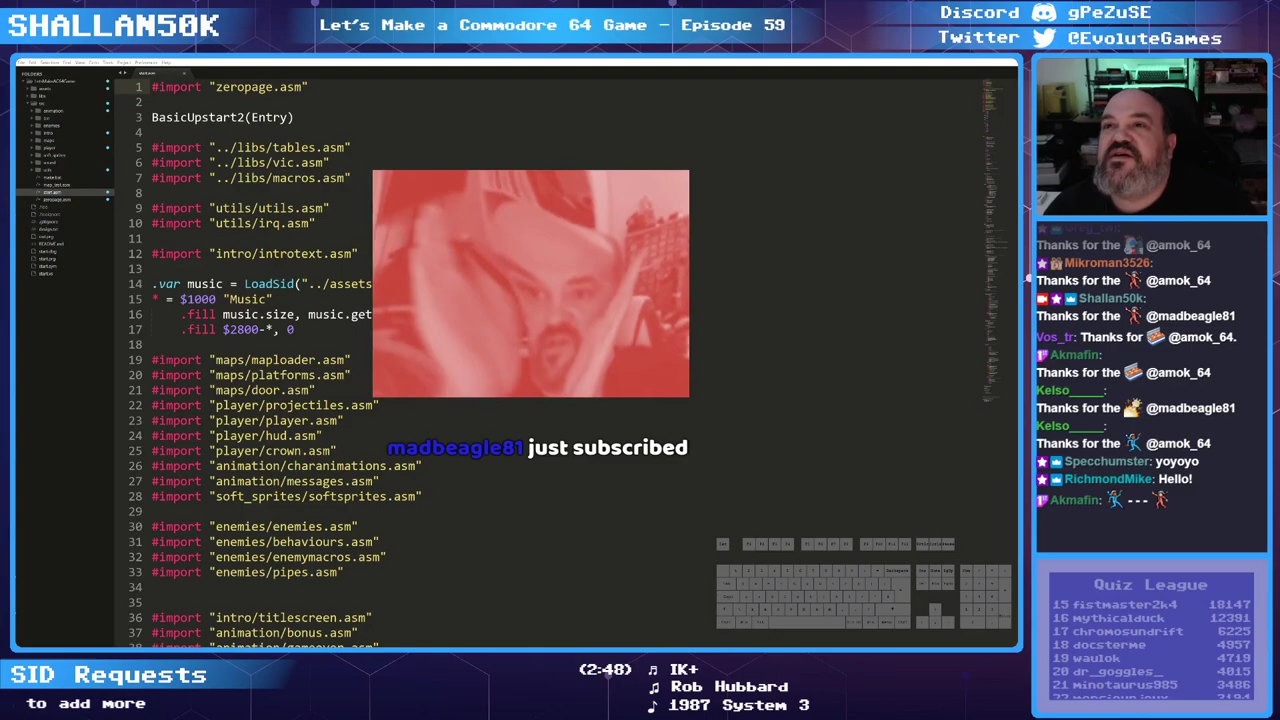 SHALLAN50K
Let's Make a Commodore 64 Game - Episode 59
Discord gPeZuSE
Twitter @EvoluteGames
FOLDERS
start.asm
1 #import "zeropage.asm"
2
3 BasicUpstart2(Entry)
4
5 #import "../libs/tables.asm"
6 #import "../libs/vic.asm"
7 #import "../libs/macros.asm"
8
9 #import "utils/utils.asm"
10 #import "utils/irq.asm"
11
12 #import "intro/introtext.asm"
13
14 .var music = LoadSid("../assets
15 * = $1000 "Music"
16 .fill music.size, music.get
17 .fill $2800-*, 0
18
19 #import "maps/maploader.asm"
20 #import "maps/platforms.asm"
21 #import "maps/door.asm"
22 #import "player/projectiles.asm"
23 #import "player/player.asm"
24 #import "player/hud.asm"
25 #import "player/crown.asm"
26 #import "animation/charanimations.asm"
27 #import "animation/messages.asm"
28 #import "soft_sprites/softsprites.asm"
29
30 #import "enemies/enemies.asm"
31 #import "enemies/behaviours.asm"
32 #import "enemies/enemymacros.asm"
33 #import "enemies/pipes.asm"
34
35
36 #import "intro/titlescreen.asm"
37 #import "animation/bonus.asm"
38 #import "animation/gameover.asm"
madbeagle81 just subscribed
Thanks for the @amok_64
Mikroman3526:
Thanks for the @amok_64
Shallan50k:
Thanks for the @madbeagle81
Vos_tr: Thanks for @amok_64.
Akmafin:
Thanks for the @amok_64
Kelso_____:
Thanks for the @madbeagle81
Kelso_____:
Thanks for the @amok_64
Specchumster: yoyoyo
RichmondMike: Hello!
Akmafin: ---
Quiz League
15 fistmaster2k4 18147
16 mythicalduck 12391
17 chromosundrift 6225
18 docsterme 4957
19 waulok 4719
20 dr_goggles_ 4015
21 minotaurus985 3486
SID Requests
to add more
(2:48) IK+
Rob Hubbard
1987 System 3